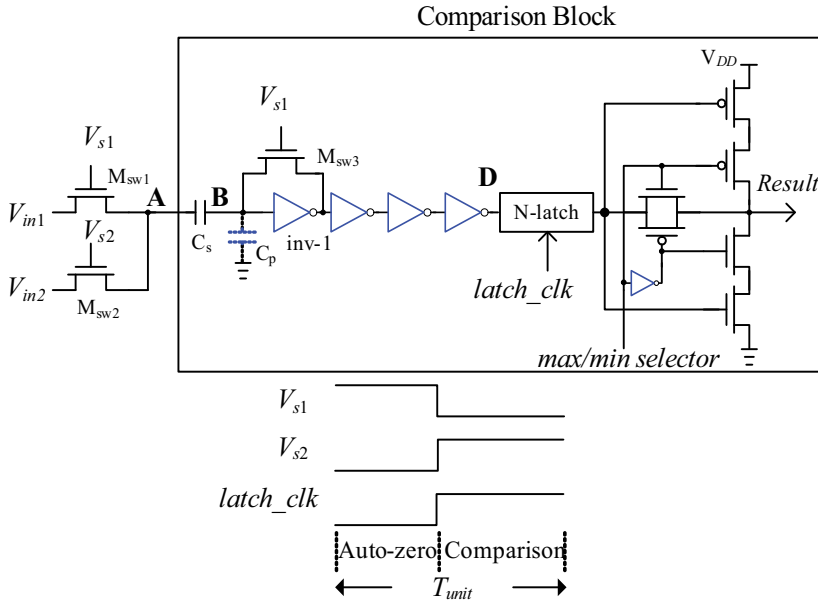 Comparison Block
V_DD
V_s1
V_s1
M_sw3
M_sw1
A
B
D
Result
V_in1
V_s2
N-latch
C_s
inv-1
C_p
V_in2
M_sw2
latch_clk
max/min selector
V_s1
V_s2
latch_clk
Auto-zero
Comparison
T_unit